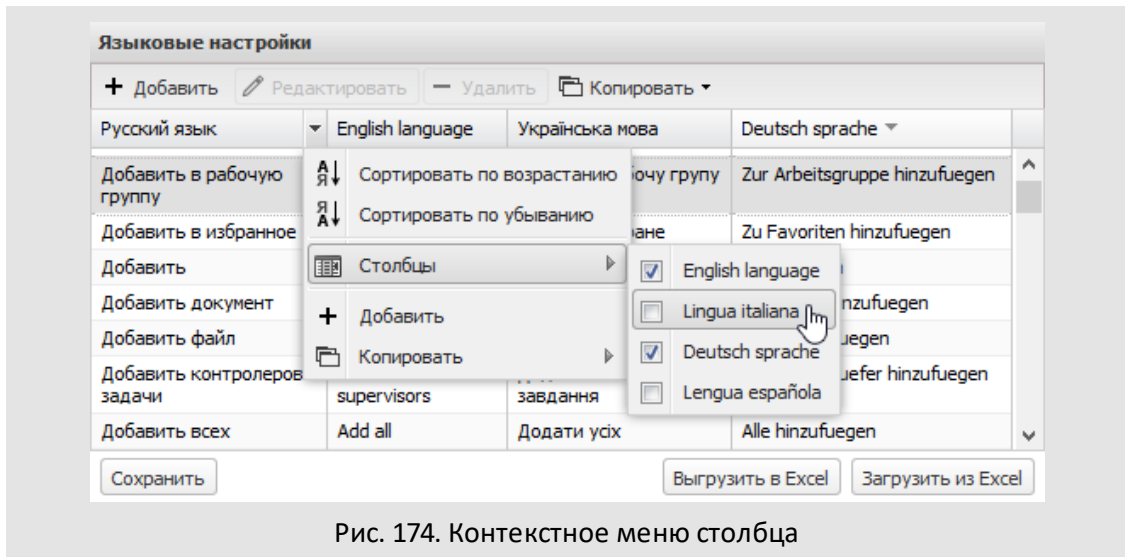 Языковые настройки
Добавить Редактировать Удалить Копировать
Русский язык English language Українська мова Deutsch sprache
Добавить в рабочую группу очу групу Zur Arbeitsgruppe hinzufuegen
Сортировать по возрастанию
Сортировать по убыванию
Добавить в избранное ане Zu Favoriten hinzufuegen
Столбцы
English language
Добавить
Lingua italiana
Добавить документ nzufuegen
Добавить
Добавить файл uegen
Копировать
Deutsch sprache
Добавить контролеров задачи supervisors завдання uefer hinzufuegen
Lengua española
Добавить всех Add all Додати усіх Alle hinzufuegen
Сохранить Выгрузить в Excel Загрузить из Excel
Рис. 174. Контекстное меню столбца